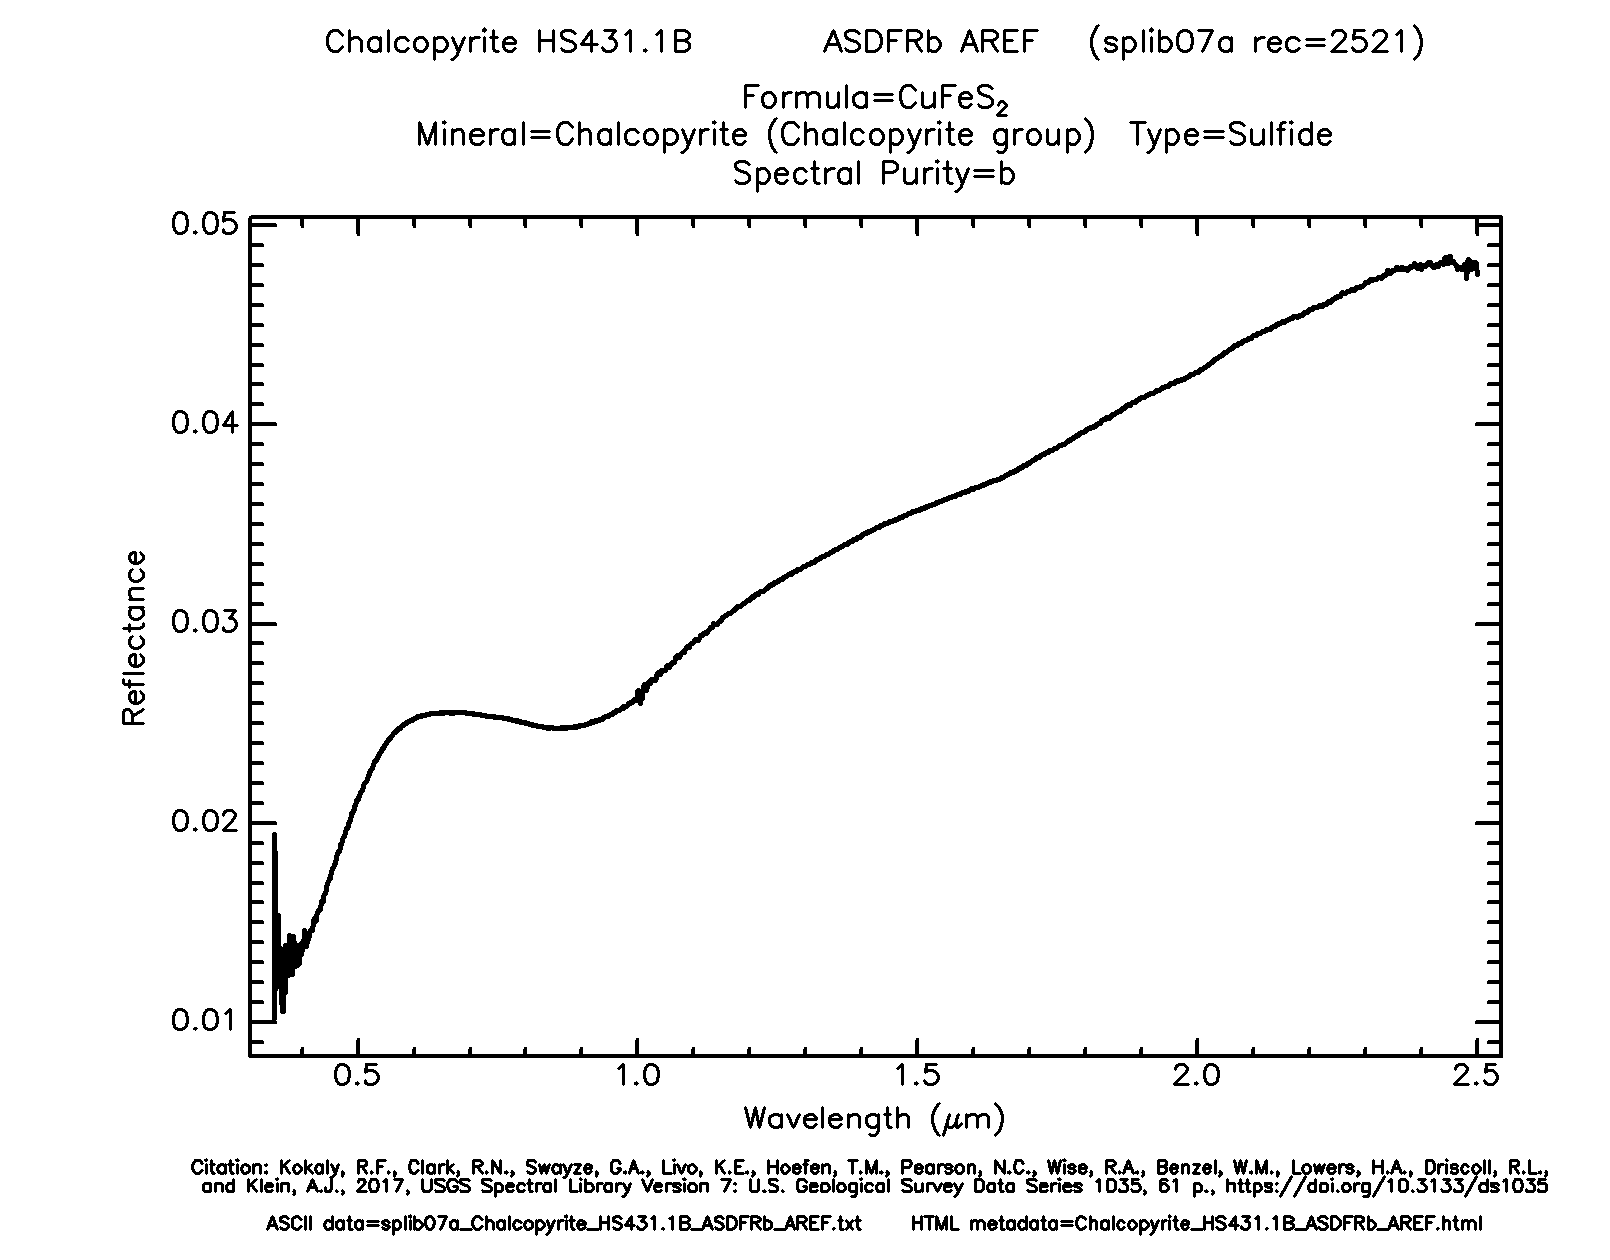 Chalcopyrite HS431.1B ASDFRb AREF (splib07a rec=2521)
Formula=CuFeS2
Mineral=Chalcopyrite (Chalcopyrite group) Type=Sulfide
Spectral Purity=b
0.05
0.04
0.03
0.02
0.01
Reflectance
0.5 1.0 1.5 2.0 2.5
Wavelength (μm)
Citation: Kokaly, R.F., Clark, R.N., Swayze, G.A., Livo, K.E., Hoefen, T.M., Pearson, N.C., Wise, R.A., Benzel, W.M., Lowers, H.A., Driscoll, R.L.,
and Klein, A.J., 2017, USGS Spectral Library Version 7: U.S. Geological Survey Data Series 1035, 61 p., https://doi.org/10.3133/ds1035
ASCII data=splib07a_Chalcopyrite_HS431.1B_ASDFRb_AREF.txt HTML metadata=Chalcopyrite_HS431.1B_ASDFRb_AREF.html